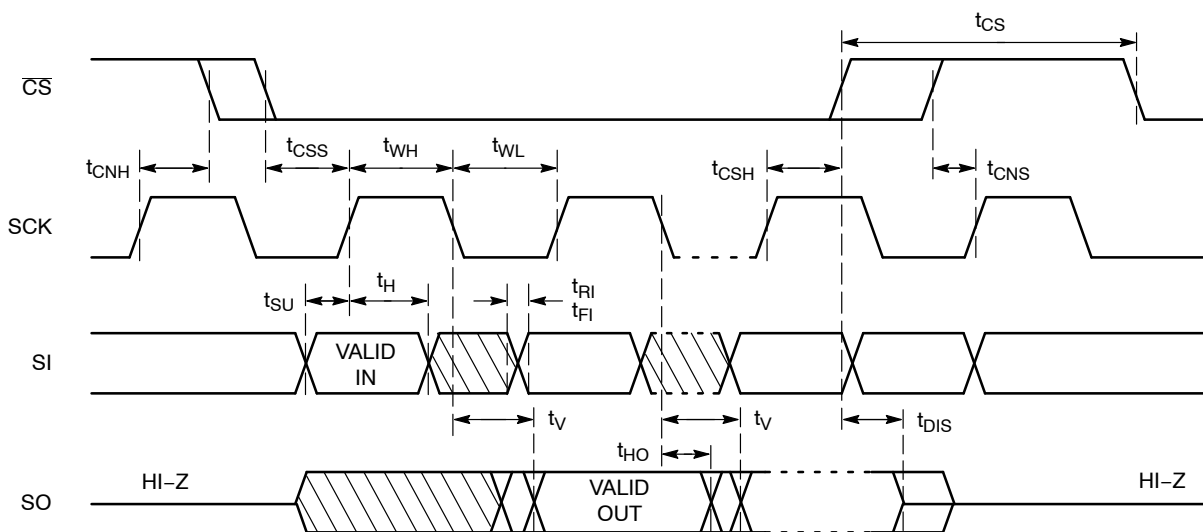 tCS
CS
tCNH
tCSS
tWH
tWL
tCSH
tCNS
SCK
tSU
tH
tRI
tFI
SI
VALID
IN
tV
tV
tDIS
tHO
HI–Z
SO
VALID
OUT
HI–Z